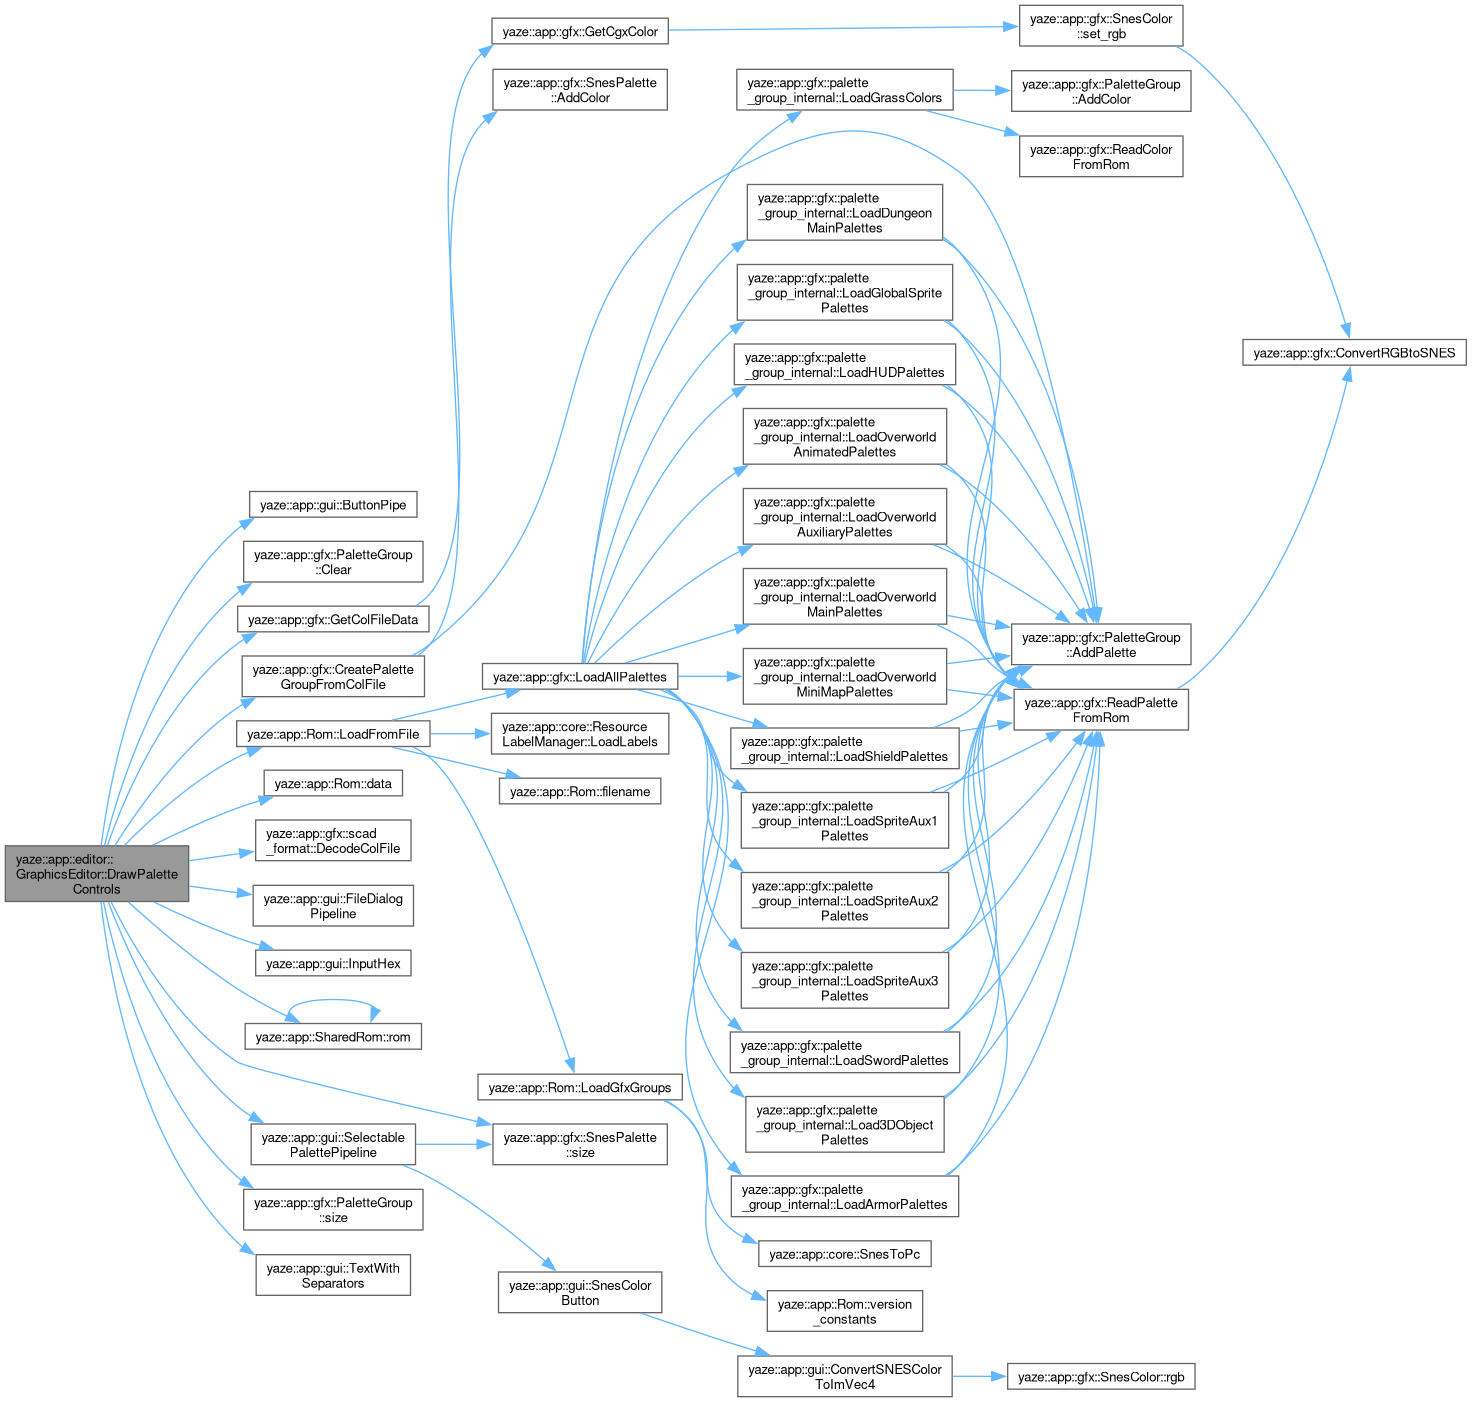 yaze::app::editor::
GraphicsEditor::DrawPalette
Controls
yaze::app::gui::ButtonPipe
yaze::app::gfx::PaletteGroup
::Clear
yaze::app::gfx::GetColFileData
yaze::app::gfx::CreatePalette
GroupFromColFile
yaze::app::Rom::LoadFromFile
yaze::app::Rom::data
yaze::app::gfx::scad
_format::DecodeColFile
yaze::app::gui::FileDialog
Pipeline
yaze::app::gui::InputHex
yaze::app::SharedRom::rom
yaze::app::gui::Selectable
PalettePipeline
yaze::app::gfx::PaletteGroup
::size
yaze::app::gui::TextWith
Separators
yaze::app::gfx::GetCgxColor
yaze::app::gfx::SnesPalette
::AddColor
yaze::app::gfx::LoadAllPalettes
yaze::app::core::Resource
LabelManager::LoadLabels
yaze::app::Rom::filename
yaze::app::Rom::LoadGfxGroups
yaze::app::gfx::SnesPalette
::size
yaze::app::gui::SnesColor
Button
yaze::app::gfx::palette
_group_internal::LoadGrassColors
yaze::app::gfx::palette
_group_internal::LoadDungeon
MainPalettes
yaze::app::gfx::palette
_group_internal::LoadGlobalSprite
Palettes
yaze::app::gfx::palette
_group_internal::LoadHUDPalettes
yaze::app::gfx::palette
_group_internal::LoadOverworld
AnimatedPalettes
yaze::app::gfx::palette
_group_internal::LoadOverworld
AuxiliaryPalettes
yaze::app::gfx::palette
_group_internal::LoadOverworld
MainPalettes
yaze::app::gfx::palette
_group_internal::LoadOverworld
MiniMapPalettes
yaze::app::gfx::palette
_group_internal::LoadShieldPalettes
yaze::app::gfx::palette
_group_internal::LoadSpriteAux1
Palettes
yaze::app::gfx::palette
_group_internal::LoadSpriteAux2
Palettes
yaze::app::gfx::palette
_group_internal::LoadSpriteAux3
Palettes
yaze::app::gfx::palette
_group_internal::LoadSwordPalettes
yaze::app::gfx::palette
_group_internal::Load3DObject
Palettes
yaze::app::gfx::palette
_group_internal::LoadArmorPalettes
yaze::app::core::SnesToPc
yaze::app::Rom::version
_constants
yaze::app::gui::ConvertSNESColor
ToImVec4
yaze::app::gfx::SnesColor
::set_rgb
yaze::app::gfx::PaletteGroup
::AddColor
yaze::app::gfx::ReadColor
FromRom
yaze::app::gfx::PaletteGroup
::AddPalette
yaze::app::gfx::ReadPalette
FromRom
yaze::app::gfx::SnesColor::rgb
yaze::app::gfx::ConvertRGBtoSNES